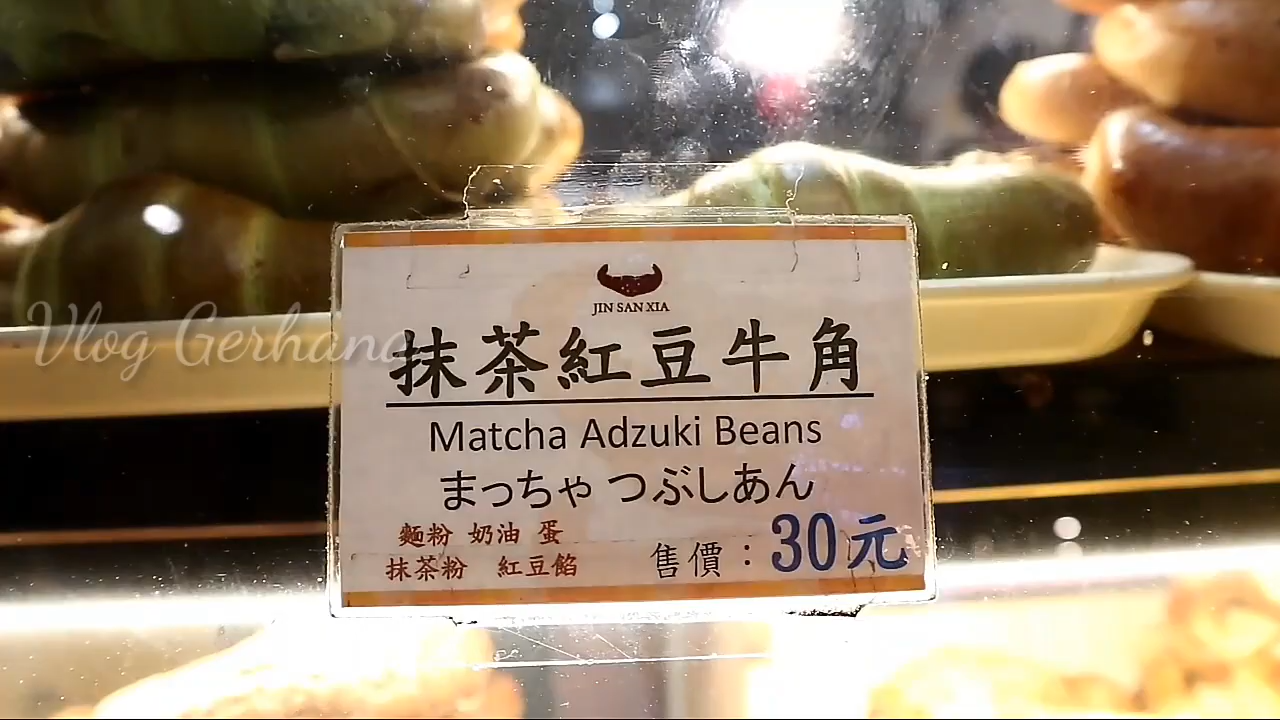 JIN SAN XIA
Vlog Gerhana
抹茶紅豆牛角
Matcha Adzuki Beans
まっちゃ つぶしあん
麵粉 奶油 蛋
抹茶粉 紅豆餡
售價：30元